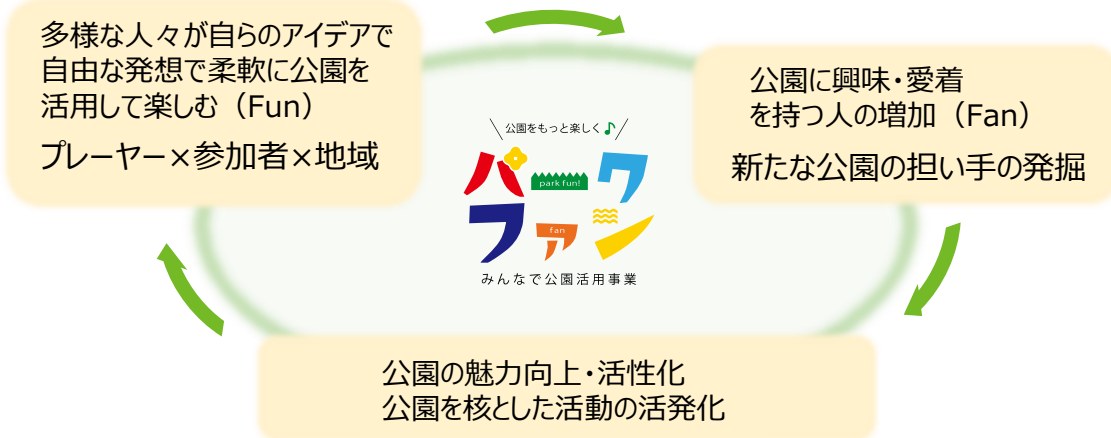 多様な人々が自らのアイデアで
自由な発想で柔軟に公園を
活用して楽しむ（Fun）
プレーヤー×参加者×地域
公園に興味・愛着
を持つ人の増加（Fan）
新たな公園の担い手の発掘
公園をもっと楽しく♪
パークファン
park fun!
fan
みんなで公園活用事業
公園の魅力向上・活性化
公園を核とした活動の活発化